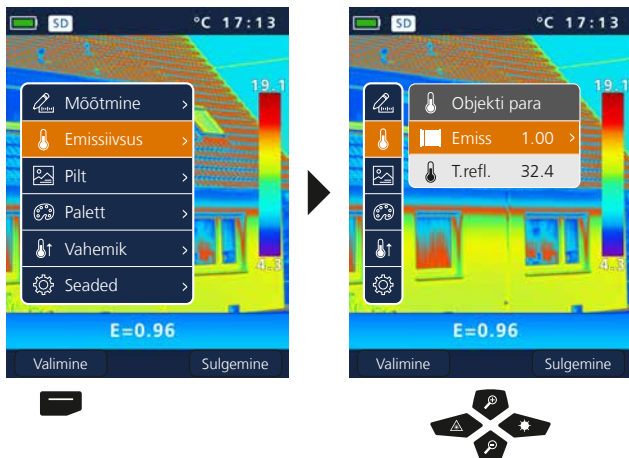 SD °C 17:13
19.1
Mõõtmine
Emissiivsus
Pilt
Palett
Vahemik
Seaded
4.3
E=0.96
Valimine Sulgemine
SD °C 17:13
19.1
Objekti para
Emiss 1.00
T.refl. 32.4
4.3
E=0.96
Valimine Sulgemine